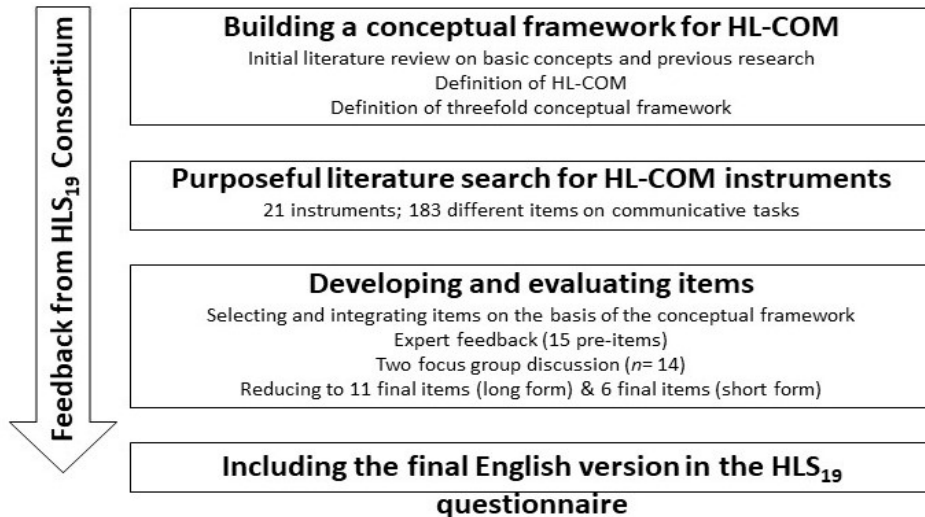 Feedback from HLS₁₉ Consortium
Building a conceptual framework for HL-COM
Initial literature review on basic concepts and previous research
Definition of HL-COM
Definition of threefold conceptual framework
Purposeful literature search for HL-COM instruments
21 instruments; 183 different items on communicative tasks
Developing and evaluating items
Selecting and integrating items on the basis of the conceptual framework
Expert feedback (15 pre-items)
Two focus group discussion (n= 14)
Reducing to 11 final items (long form) & 6 final items (short form)
Including the final English version in the HLS₁₉
questionnaire